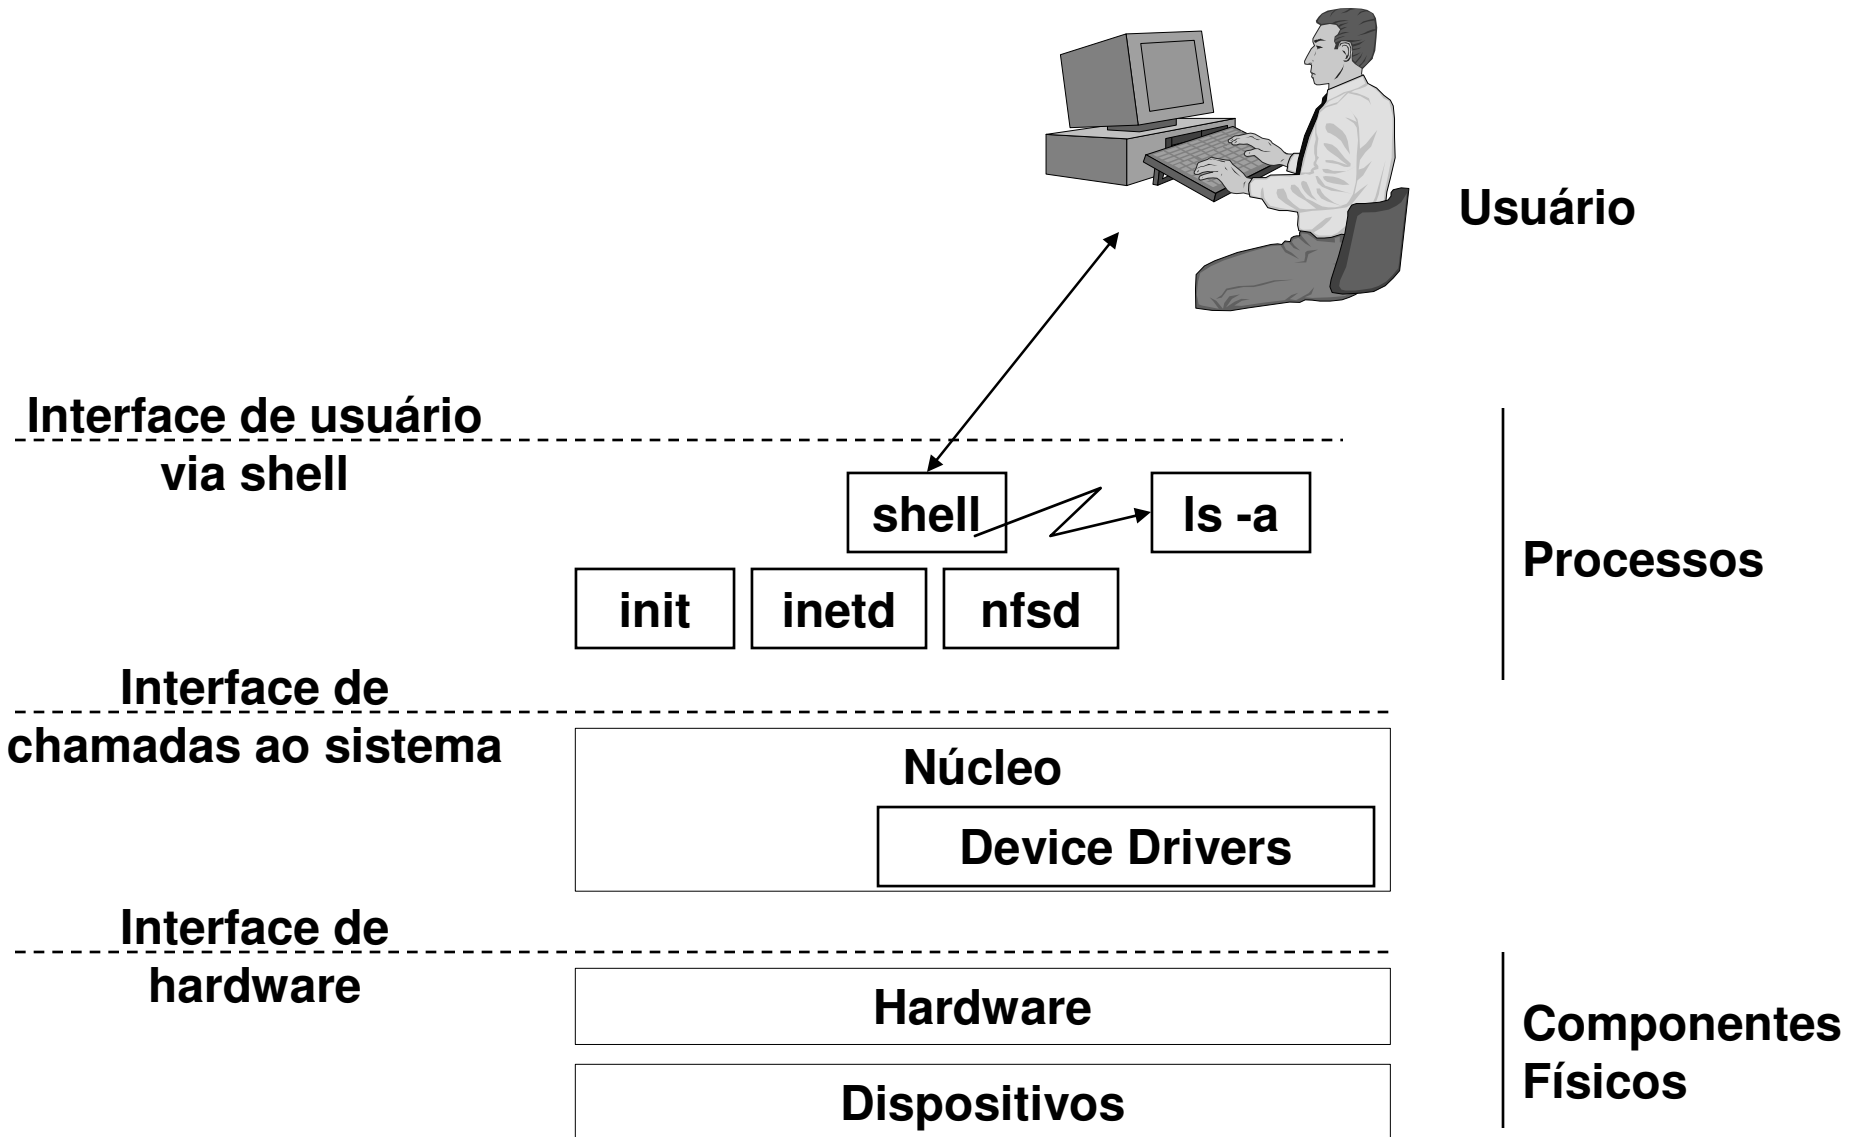 Usuário
Interface de usuário
via shell
shell
ls -a
Processos
init
inetd
nfsd
Interface de
chamadas ao sistema
Núcleo
Device Drivers
Interface de
hardware
Hardware
Componentes
Físicos
Dispositivos